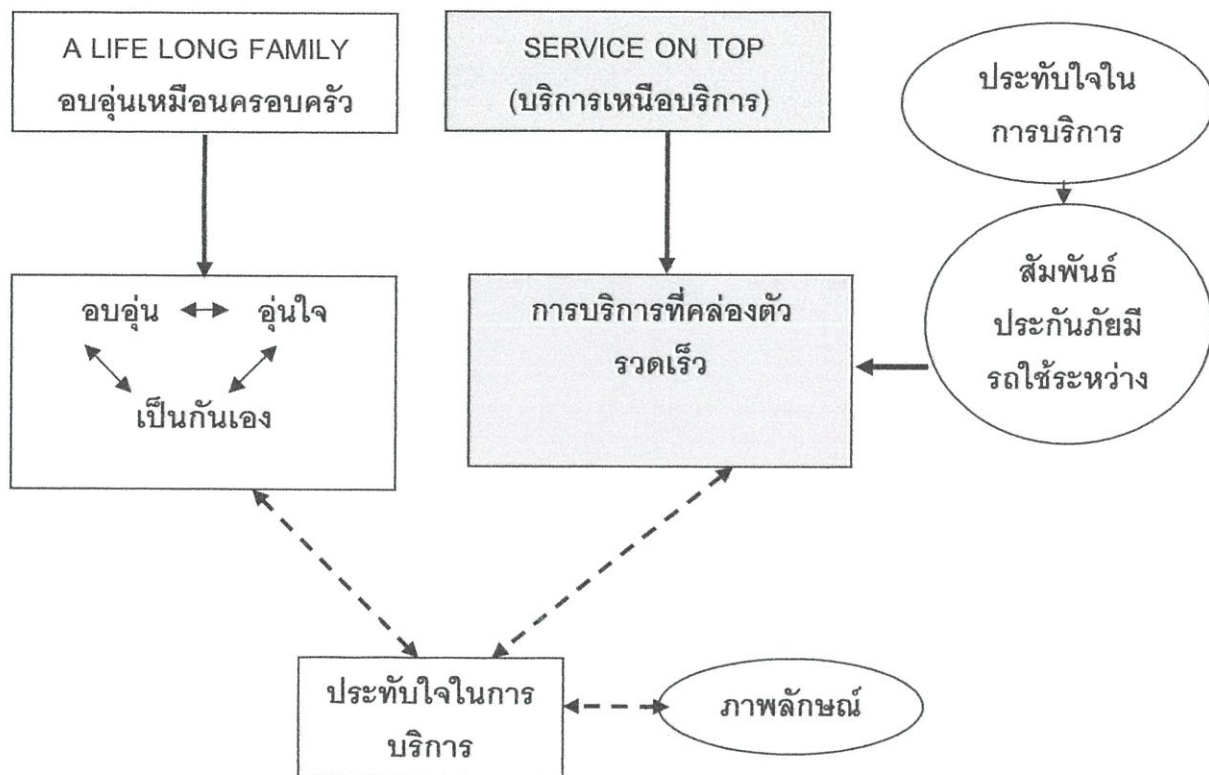 A LIFE LONG FAMILY
อบอุ่นเหมือนครอบครัว
SERVICE ON TOP
(บริการเหนือบริการ)
ประทับใจใน
การบริการ
อบอุ่น อุ่นใจ
เป็นกันเอง
การบริการที่คล่องตัว
รวดเร็ว
สัมพันธ์
ประกันภัยมี
รถใช้ระหว่าง
ประทับใจในการ
บริการ
ภาพลักษณ์